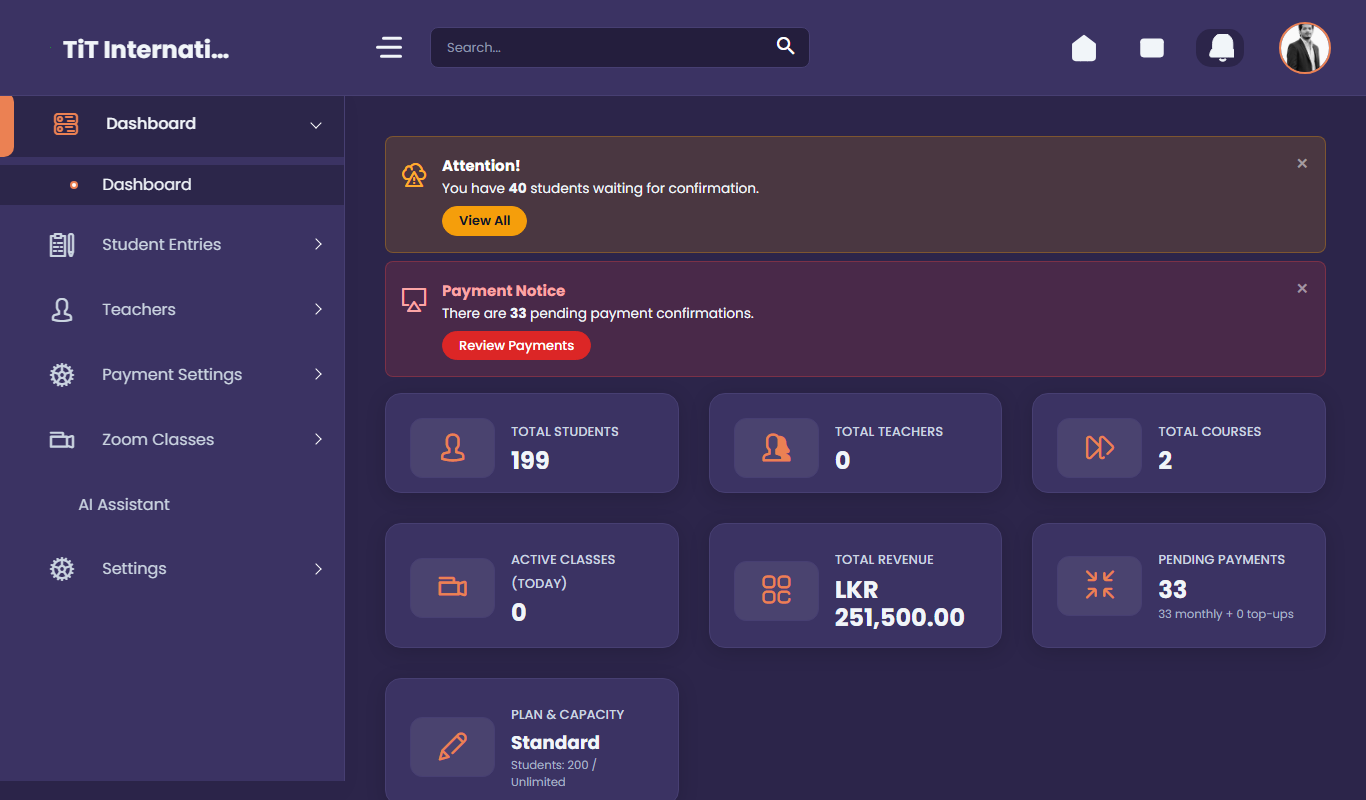 TiT Internati...
Search...
Dashboard
Dashboard
Student Entries
Teachers
Payment Settings
Zoom Classes
AI Assistant
Settings
Attention!
You have 40 students waiting for confirmation.
View All
Payment Notice
There are 33 pending payment confirmations.
Review Payments
TOTAL STUDENTS
199
TOTAL TEACHERS
0
TOTAL COURSES
2
ACTIVE CLASSES
(TODAY)
0
TOTAL REVENUE
LKR
251,500.00
PENDING PAYMENTS
33
33 monthly + 0 top-ups
PLAN & CAPACITY
Standard
Students: 200 /
Unlimited